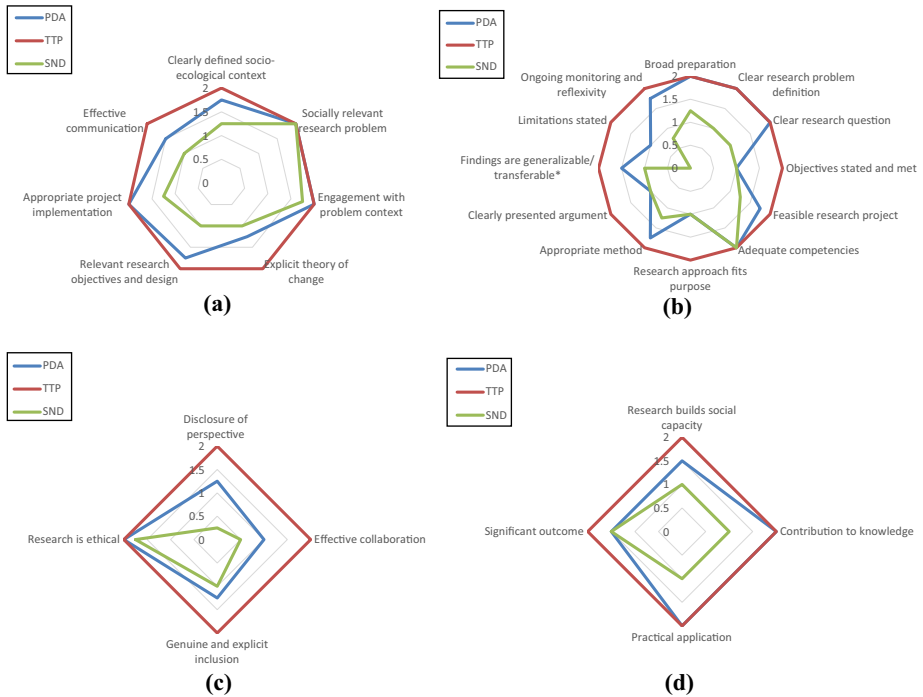 PDA
TTP
SND
Clearly defined socio-
ecological context
2
1.5
1
0.5
0
Socially relevant
research problem
Engagement with
problem context
Explicit theory of
change
Relevant research
objectives and design
Appropriate project
implementation
Effective
communication
(a)
PDA
TTP
SND
Broad preparation
2
1.5
1
0.5
0
Clear research problem
definition
Clear research question
Objectives stated and met
Feasible research project
Adequate competencies
Research approach fits
purpose
Appropriate method
Clearly presented argument
Findings are generalizable/
transferable*
Limitations stated
Ongoing monitoring and
reflexivity
(b)
PDA
TTP
SND
Disclosure of
perspective
2
1.5
1
0.5
0
Effective collaboration
Genuine and explicit
inclusion
Research is ethical
(c)
PDA
TTP
SND
Research builds social
capacity
2
1.5
1
0.5
0
Contribution to knowledge
Practical application
Significant outcome
(d)